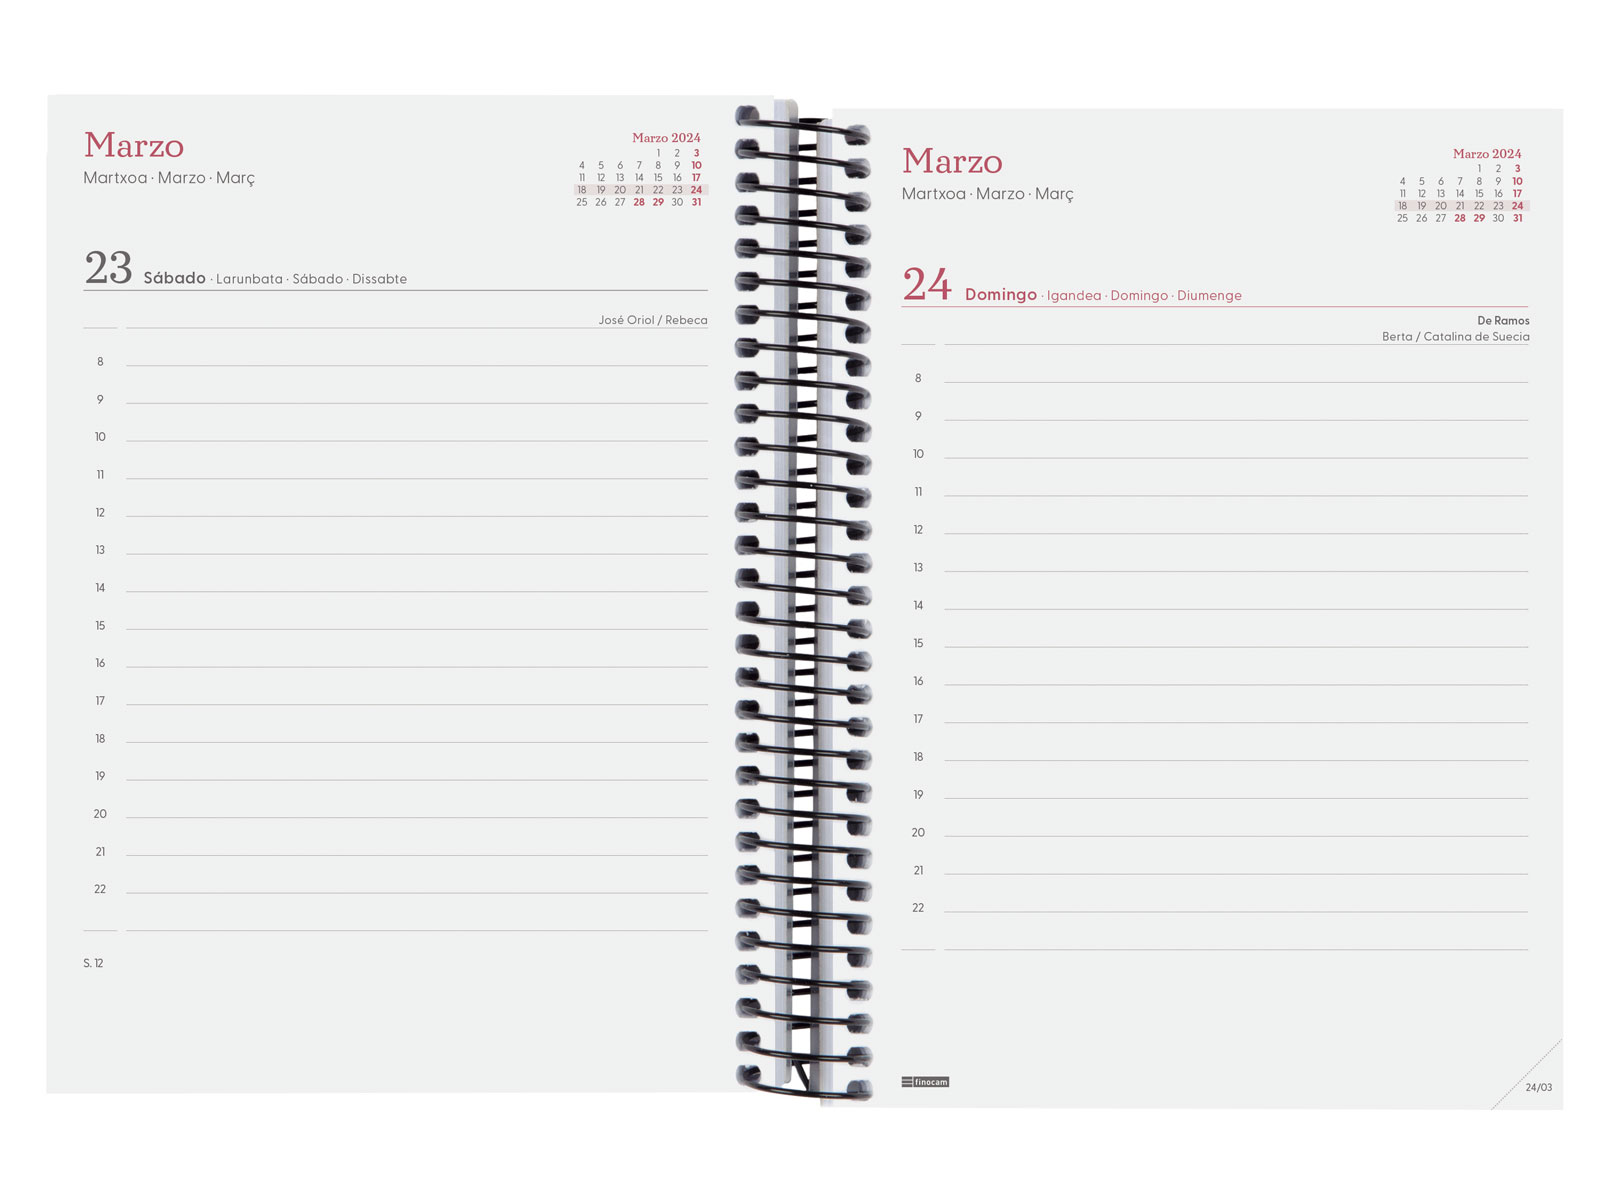 Marzo
Martxoa · Marzo · Març
Marzo 2024
1 2 3
4 5 6 7 8 9 10
11 12 13 14 15 16 17
18 19 20 21 22 23 24
25 26 27 28 29 30 31
23 Sábado · Larunbata · Sábado · Dissabte
José Oriol / Rebeca
8
9
10
11
12
13
14
15
16
17
18
19
20
21
22
S. 12
Marzo
Martxoa · Marzo · Març
Marzo 2024
1 2 3
4 5 6 7 8 9 10
11 12 13 14 15 16 17
18 19 20 21 22 23 24
25 26 27 28 29 30 31
24 Domingo · Igandea · Domingo · Diumenge
De Ramos
Berta / Catalina de Suecia
8
9
10
11
12
13
14
15
16
17
18
19
20
21
22
finocam
24/03